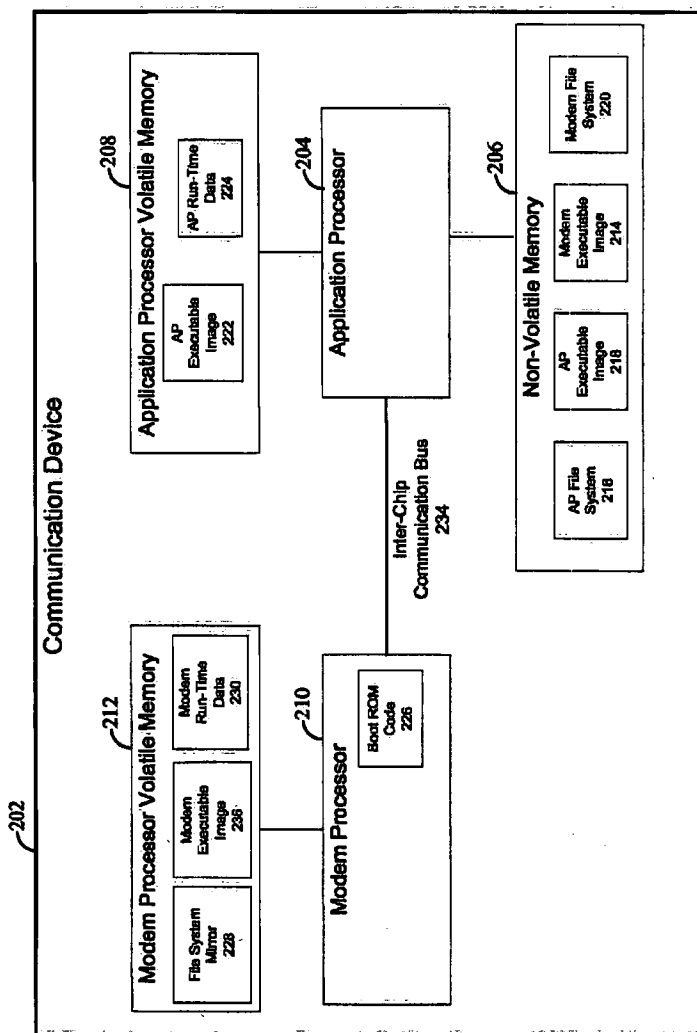 202
Communication Device
212
Modem Processor Volatile Memory
File System
Mirror
228
Modem
Executable
Image
236
Modem
Run-Time
Data
230
208
Application Processor Volatile Memory
AP
Executable
Image
222
AP Run-Time
Data
224
210
Modem Processor
Boot ROM
Code
226
Inter-Chip
Communication Bus
234
204
Application Processor
206
Non-Volatile Memory
AP File
System
218
AP
Executable
Image
218
Modem
Executable
Image
214
Modem File
System
220